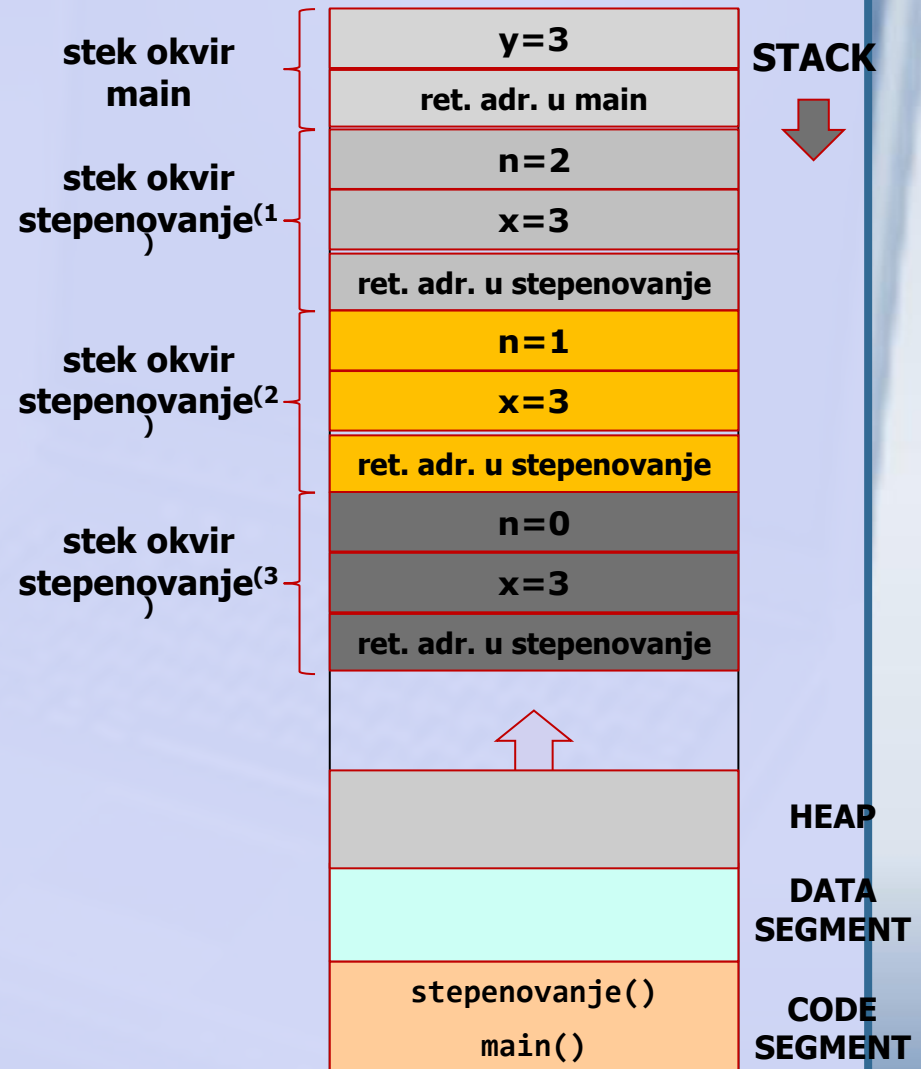 stek okvir
main
y=3
STACK
ret. adr. u main
stek okvir
stepenovanje(1
)
n=2
x=3
ret. adr. u stepenovanje
stek okvir
stepenovanje(2
)
n=1
x=3
ret. adr. u stepenovanje
stek okvir
stepenovanje(3
)
n=0
x=3
ret. adr. u stepenovanje
HEAP
DATA
SEGMENT
stepenovanje()
main()
CODE
SEGMENT